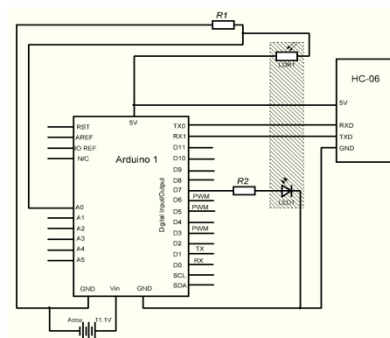 R1
LDR1
HC-06
5V
RXD
TXD
GND
5V
RST
AREF
IO REF
N/C
Arduino 1
A0
A1
A2
A3
A4
A5
Digital Input/Output
TX0
RX1
D11
D10
D9
D8
D7
PWM
D6
PWM
D5
D4
PWM
D3
D2
TX
D1
RX
D0
SCL
SDA
R2
LED1
GND
Vin
GND
Accu
11.1V